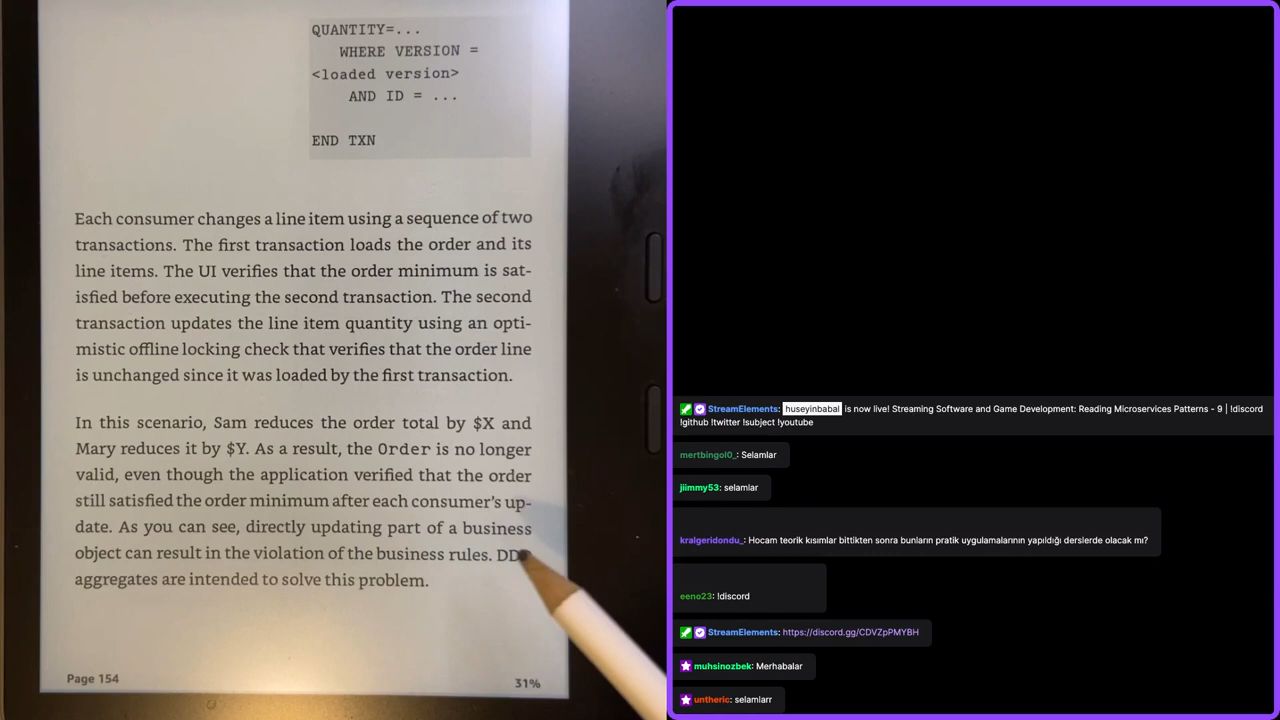 QUANTITY=...
WHERE VERSION =
<loaded version>
AND ID = ...
END TXN
Each consumer changes a line item using a sequence of two
transactions. The first transaction loads the order and its
line items. The UI verifies that the order minimum is sat-
isfied before executing the second transaction. The second
transaction updates the line item quantity using an opti-
mistic offline locking check that verifies that the order line
is unchanged since it was loaded by the first transaction.
In this scenario, Sam reduces the order total by $X and
Mary reduces it by $Y. As a result, the Order is no longer
valid, even though the application verified that the order
still satisfied the order minimum after each consumer's up-
date. As you can see, directly updating part of a business
object can result in the violation of the business rules.
aggregates are intended to solve this problem.
Page 154
31%
StreamElements: huseyinbabal is now live! Streaming Software and Game Development: Reading Microservices Patterns - 9 | !discord
!github !twitter !subject !youtube
mertbingol0_: Selamlar
jiimmy53: selamlar
kralgeridondu_: Hocam teorik kısımlar bittikten sonra bunların pratik uygulamalarının yapıldığı derslerde olacak mı?
eeno23: !discord
StreamElements: https://discord.gg/CDVZpPMYBH
muhsinozbek: Merhabalar
untheric: selamlarr